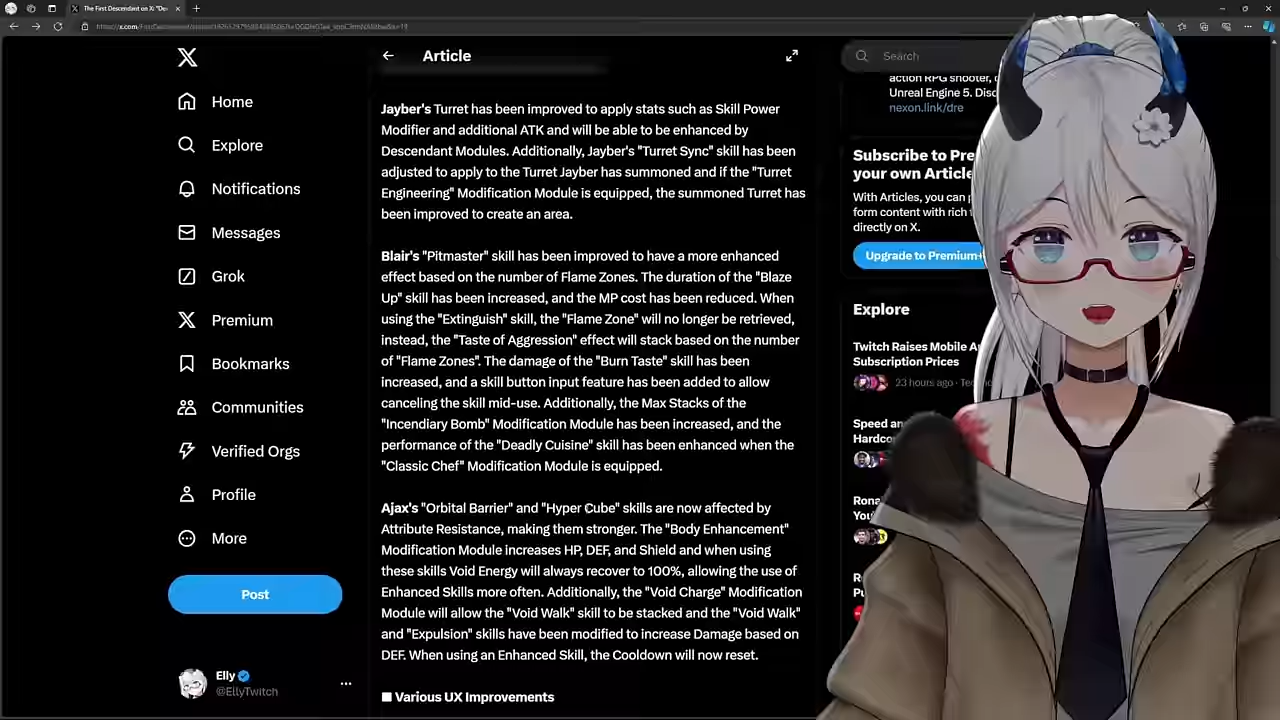 The First Descendant on X: "De
Home
Explore
Notifications
Messages
Grok
Premium
Bookmarks
Communities
Verified Orgs
Profile
More
Post
Elly
@EllyTwitch
Article
Jayber's Turret has been improved to apply stats such as Skill Power
Modifier and additional ATK and will be able to be enhanced by
Descendant Modules. Additionally, Jayber's "Turret Sync" skill has been
adjusted to apply to the Turret Jayber has summoned and if the "Turret
Engineering" Modification Module is equipped, the summoned Turret has
been improved to create an area.
Blair's "Pitmaster" skill has been improved to have a more enhanced
effect based on the number of Flame Zones. The duration of the "Blaze
Up" skill has been increased, and the MP cost has been reduced. When
using the "Extinguish" skill, the "Flame Zone" will no longer be retrieved,
instead, the "Taste of Aggression" effect will stack based on the number
of "Flame Zones". The damage of the "Burn Taste" skill has been
increased, and a skill button input feature has been added to allow
canceling the skill mid-use. Additionally, the Max Stacks of the
"Incendiary Bomb" Modification Module has been increased, and the
performance of the "Deadly Cuisine" skill has been enhanced when the
"Classic Chef" Modification Module is equipped.
Ajax's "Orbital Barrier" and "Hyper Cube" skills are now affected by
Attribute Resistance, making them stronger. The "Body Enhancement"
Modification Module increases HP, DEF, and Shield and when using
these skills Void Energy will always recover to 100%, allowing the use of
Enhanced Skills more often. Additionally, the "Void Charge" Modification
Module will allow the "Void Walk" skill to be stacked and the "Void Walk"
and "Expulsion" skills have been modified to increase Damage based on
DEF. When using an Enhanced Skill, the Cooldown will now reset.
■ Various UX Improvements
Search
action RPG shooter,
Unreal Engine 5. Disc
nexon.link/dre
Subscribe to Pre
your own Article
With Articles, you can
form content with rich
directly on X.
Upgrade to Premium+
Explore
Twitch Raises Mobile A
Subscription Prices
23 hours ago ·
Speed an
Hardco
Rona
You
R
Pu